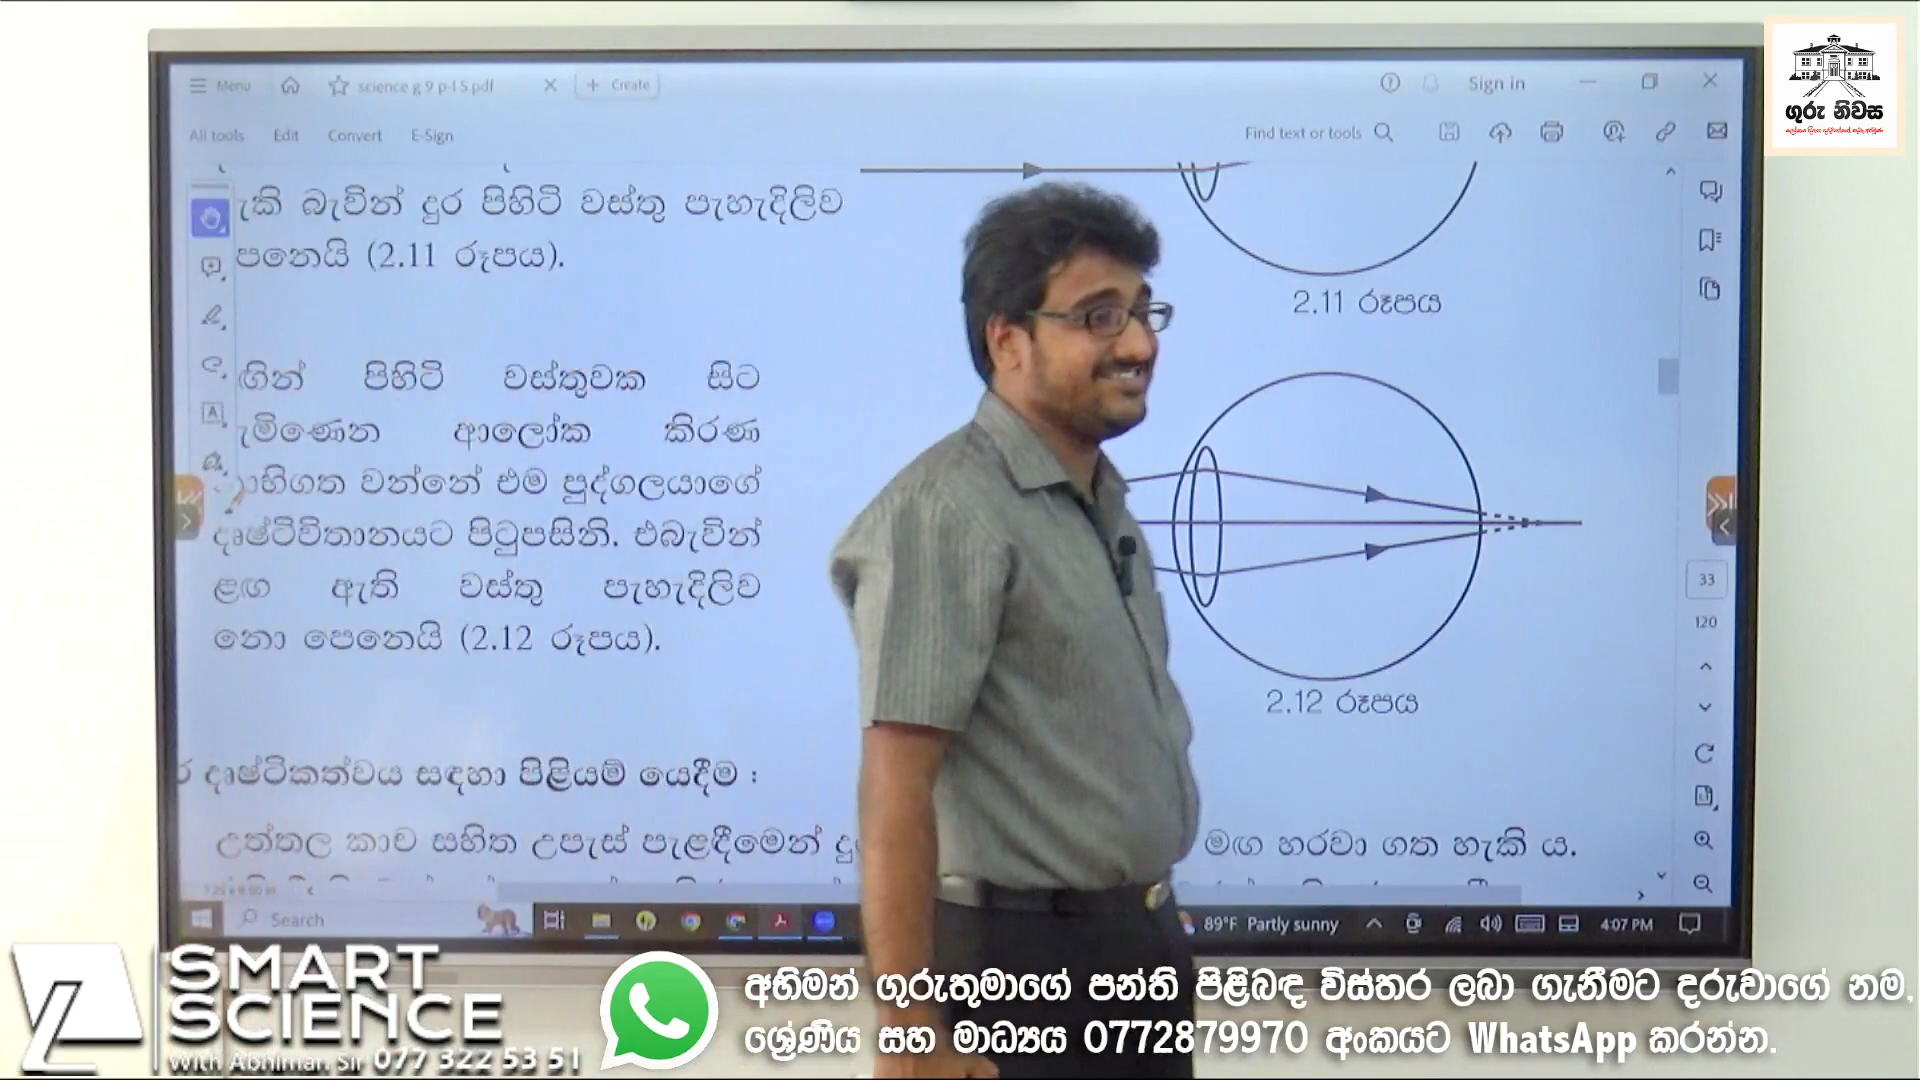 Menu
science g 9 p-I S.pdf
Create
Sign in
All tools
Edit
Convert
E-Sign
Find text or tools
ගුරු නිවස
බැවින් දුර පිහිටි වස්තු පැහැදිලිව
පෙනෙයි (2.11 රූපය).
2.11 රූපය
පිහිටි වස්තුවක සිට
ආලෝක කිරණ
වන්නේ එම පුද්ගලයාගේ
දෘෂ්ටිවිතානයට පිටුපසිනි. එබැවින්
ළඟ ඇති වස්තු පැහැදිලිව
නො පෙනෙයි (2.12 රූපය).
2.12 රූපය
33
120
දෘෂ්ටිකත්වය සඳහා පිළියම් යෙදීම :
උත්තල කාච සහිත උපැස් පැළඳීමෙන්
මඟ හරවා ගත හැකි ය.
Search
89°F Partly sunny
4:07 PM
SMART
SCIENCE
With Abhiman Sir 077 322 53 51
අභිමන් ගුරුතුමාගේ පන්ති පිළිබඳ විස්තර ලබා ගැනීමට දරුවාගේ නම,
ශ්‍රේණිය සහ මාධ්‍යය 0772879970 අංකයට WhatsApp කරන්න.